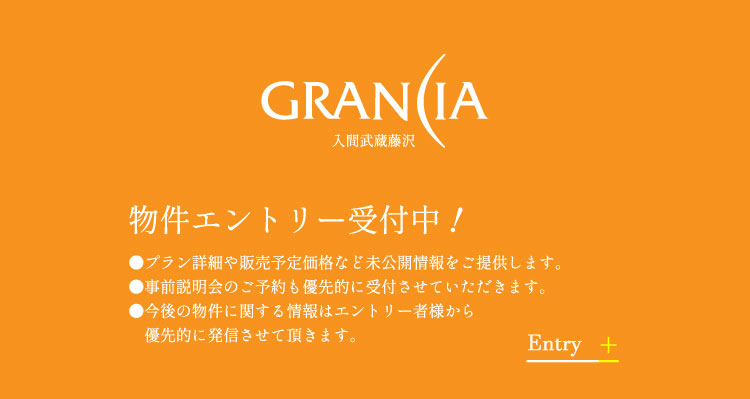 GRANCIA
入間武蔵藤沢
物件エントリー受付中！
●プラン詳細や販売予定価格など未公開情報をご提供します。
●事前説明会のご予約も優先的に受付させていただきます。
●今後の物件に関する情報はエントリー者様から
優先的に発信させて頂きます。
Entry +